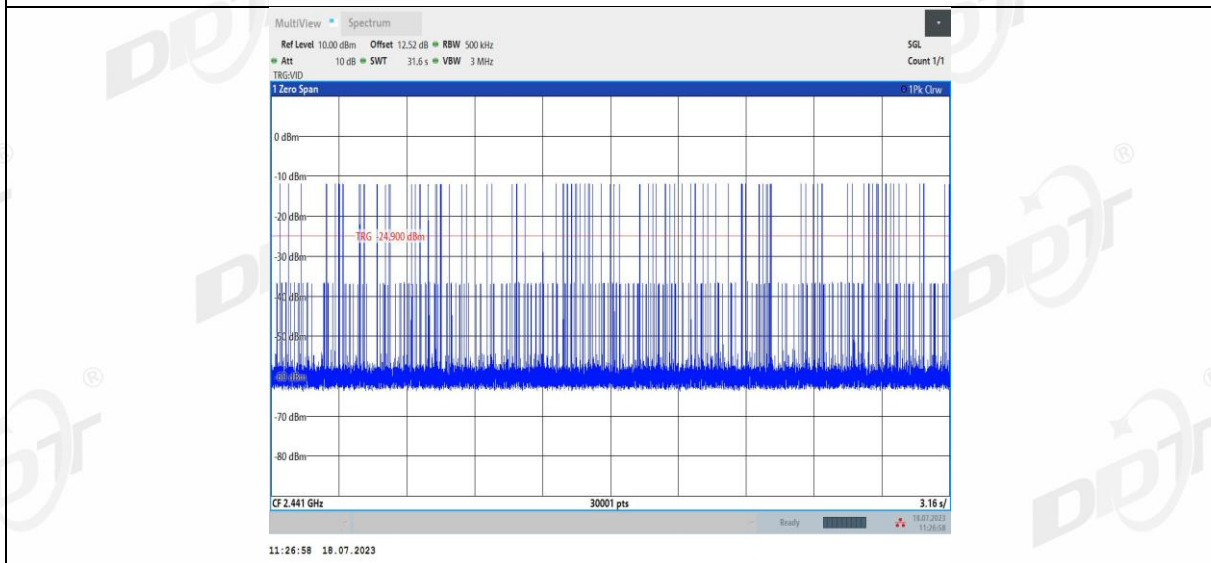 MultiView Spectrum
Ref Level 10.00 dBm Offset 12.52 dB RBW 500 kHz SGL
Att 10 dB SWT 31.6 s VBW 3 MHz Count 1/1
TRG:VID
1 Zero Span 1Pk Clrw
0 dBm
-10 dBm
-20 dBm
TRG -24.900 dBm
-30 dBm
-40 dBm
-50 dBm
-60 dBm
-70 dBm
-80 dBm
CF 2.441 GHz 30001 pts 3.16 s/
Ready 18.07.2023
11:26:58
11:26:58 18.07.2023
DDT
®